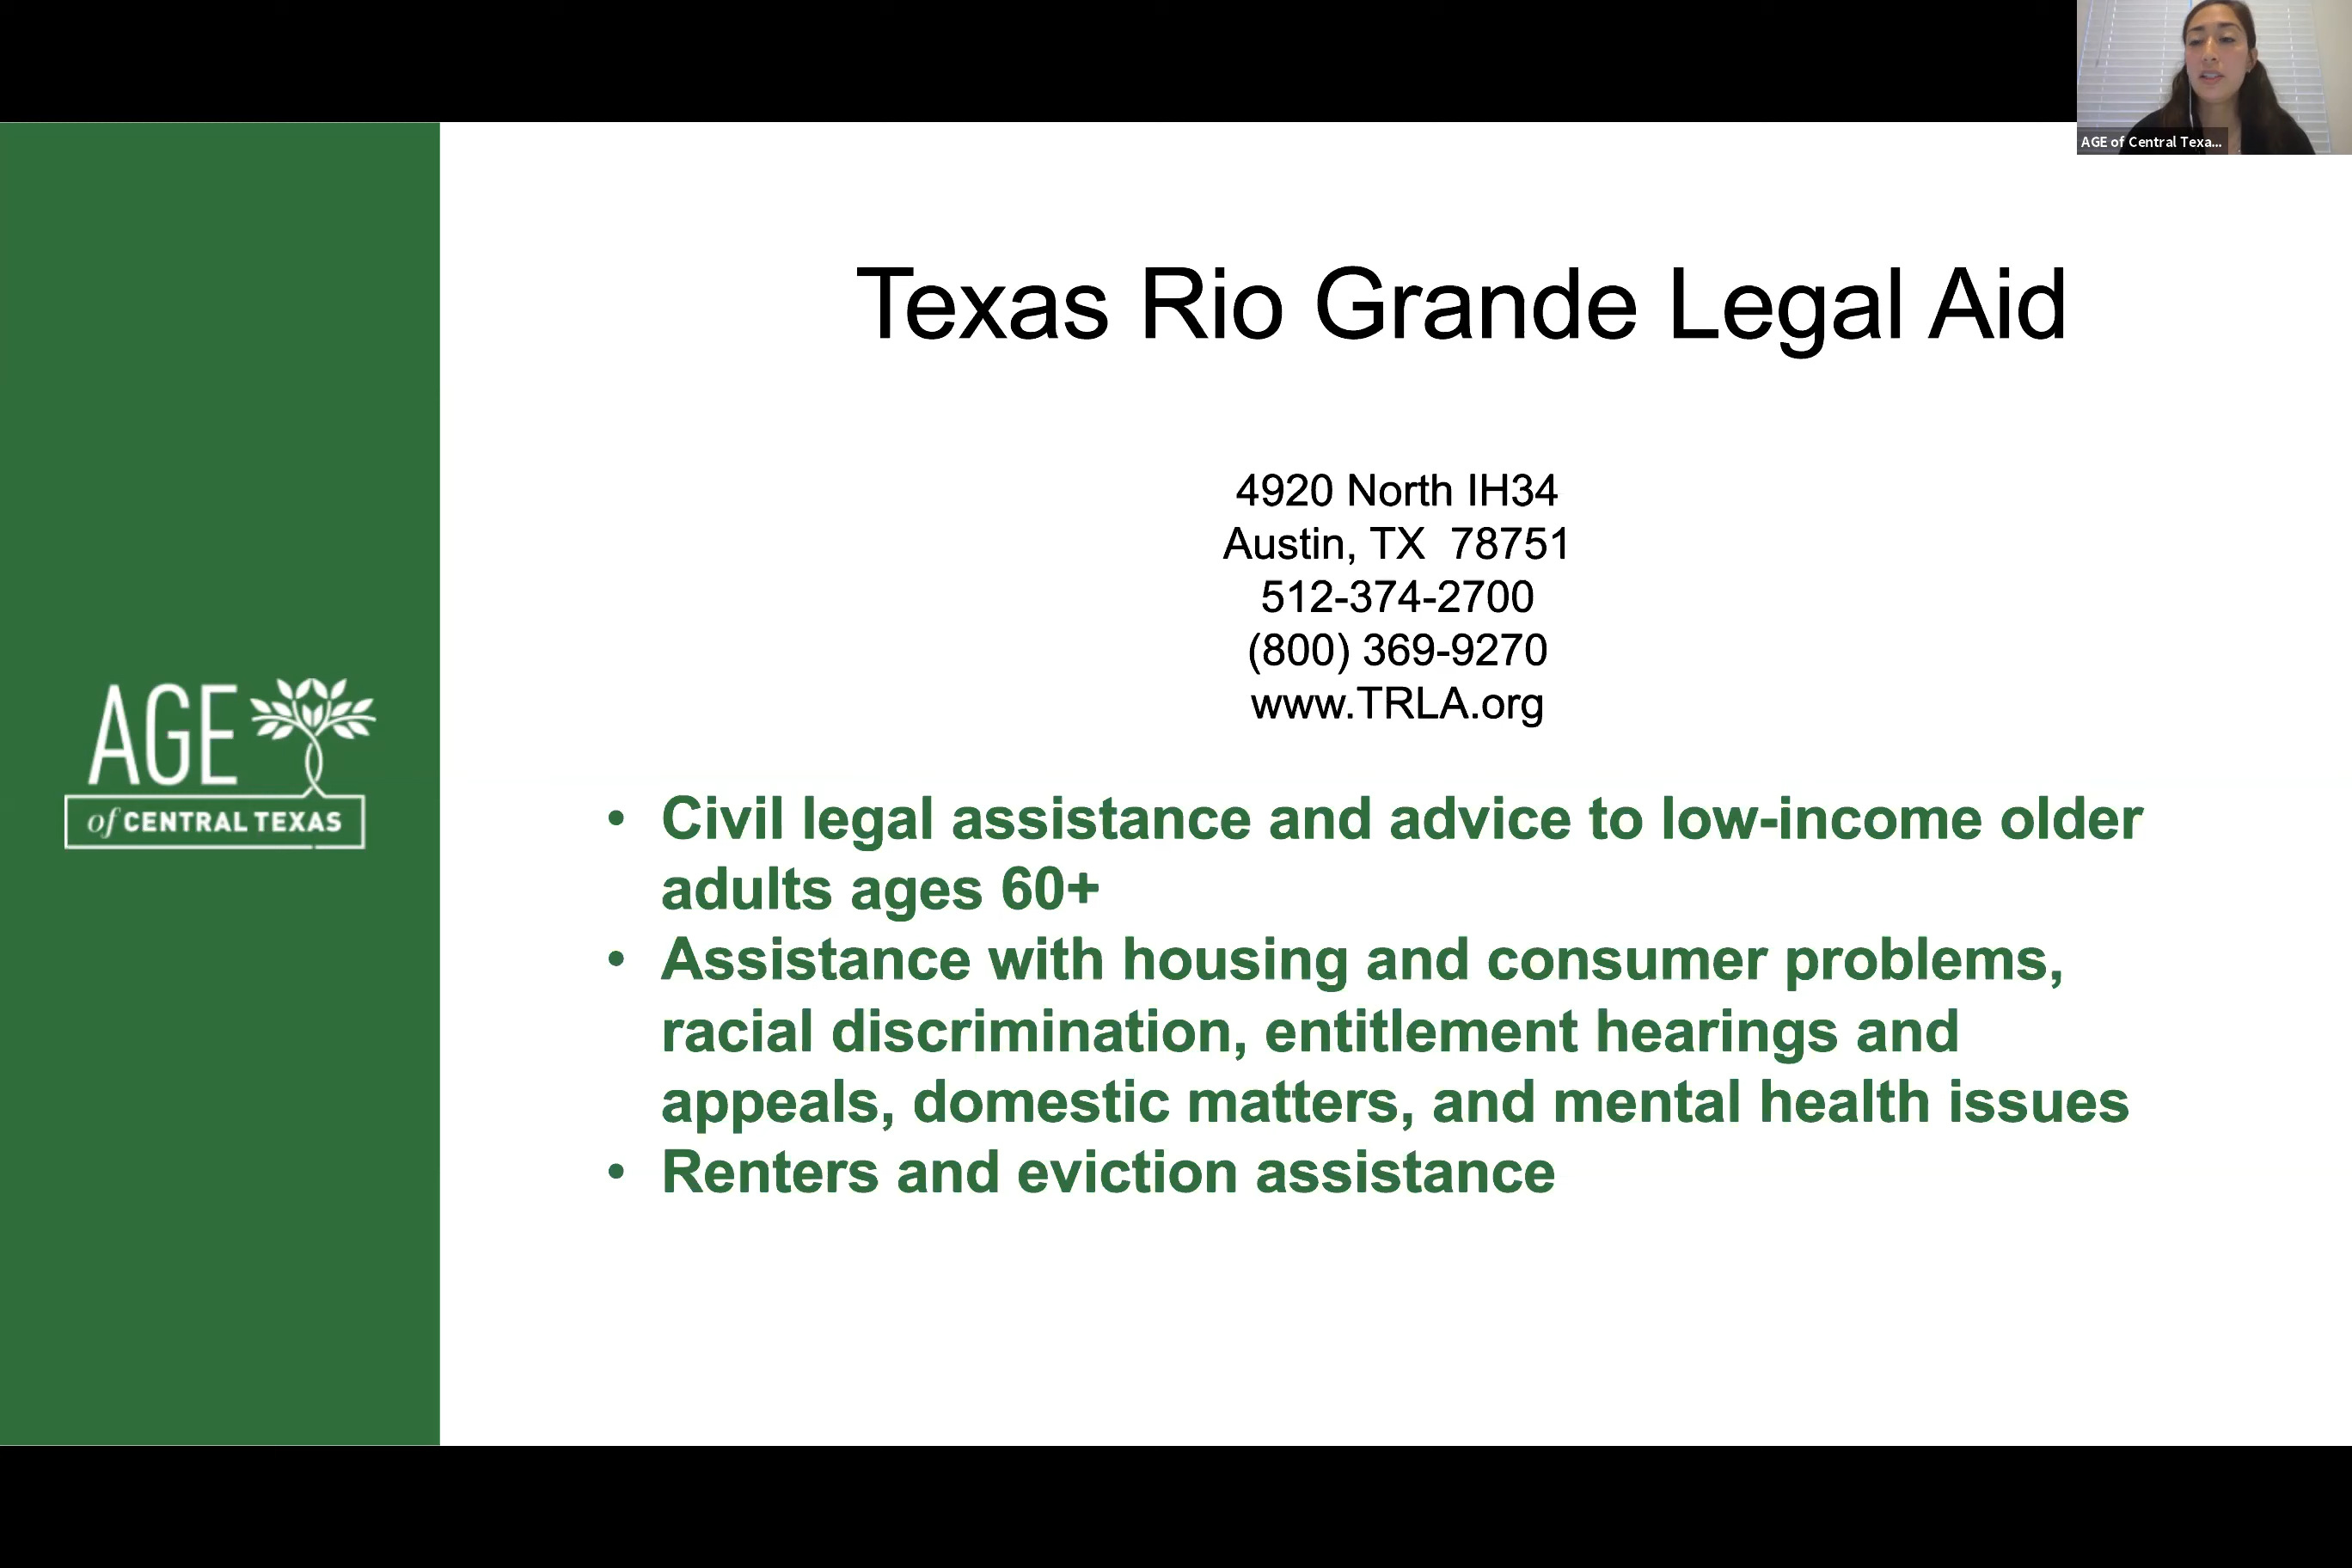 AGE of Central Texa...
Texas Rio Grande Legal Aid
4920 North IH34
Austin, TX  78751
512-374-2700
(800) 369-9270
www.TRLA.org
AGE
of CENTRAL TEXAS
• Civil legal assistance and advice to low-income older
adults ages 60+
• Assistance with housing and consumer problems,
racial discrimination, entitlement hearings and
appeals, domestic matters, and mental health issues
• Renters and eviction assistance